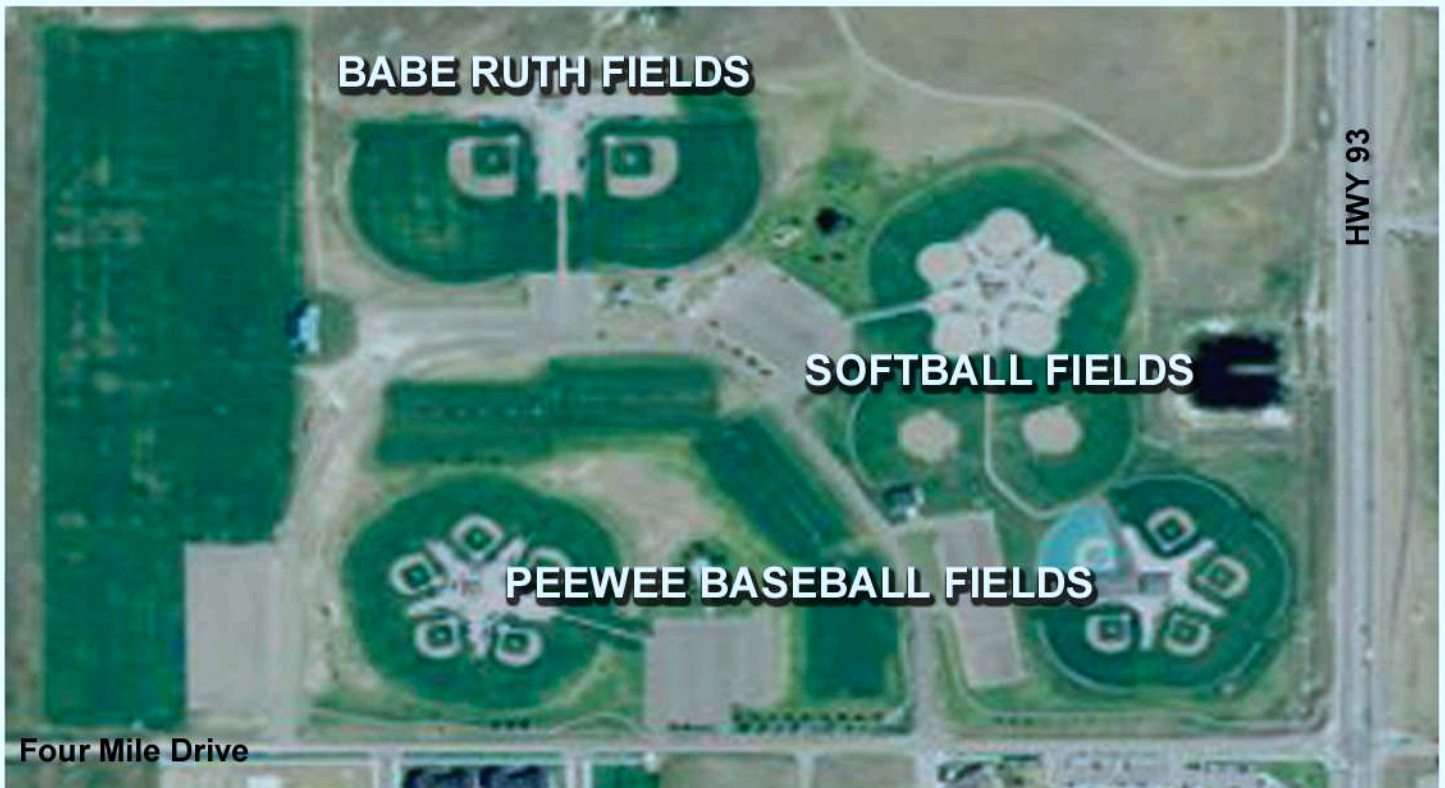 BABE RUTH FIELDS
HWY 93
SOFTBALL FIELDS
PEEWEE BASEBALL FIELDS
Four Mile Drive